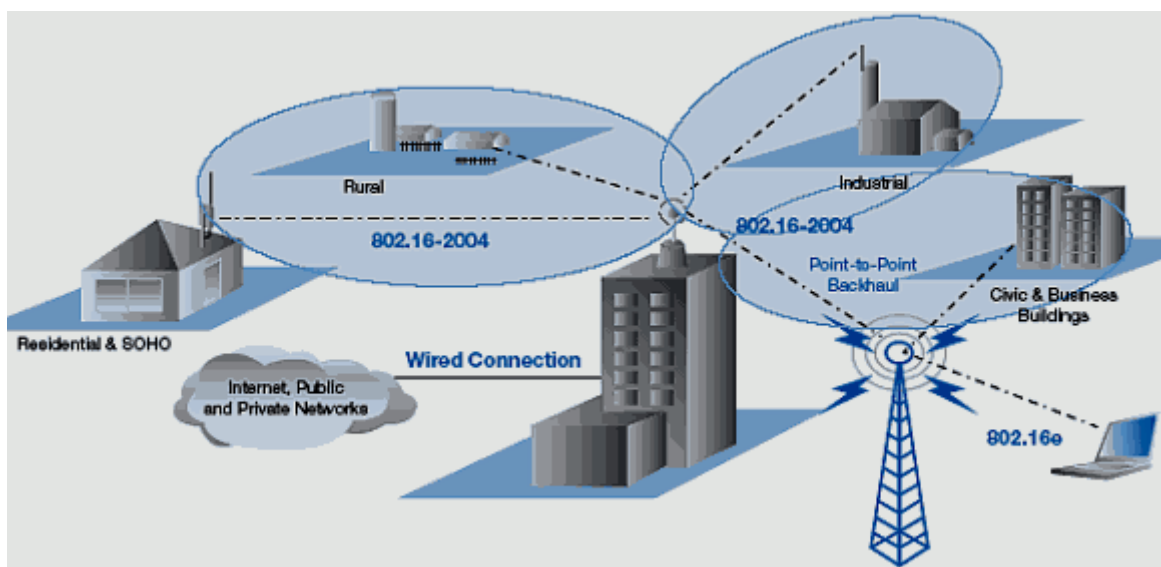 Rural
Industrial
802.16-2004
802.16-2004
Point-to-Point
Backhaul
Civic & Business
Buildings
Residential & SOHO
Wired Connection
Internet, Public
and Private Networks
802.16e